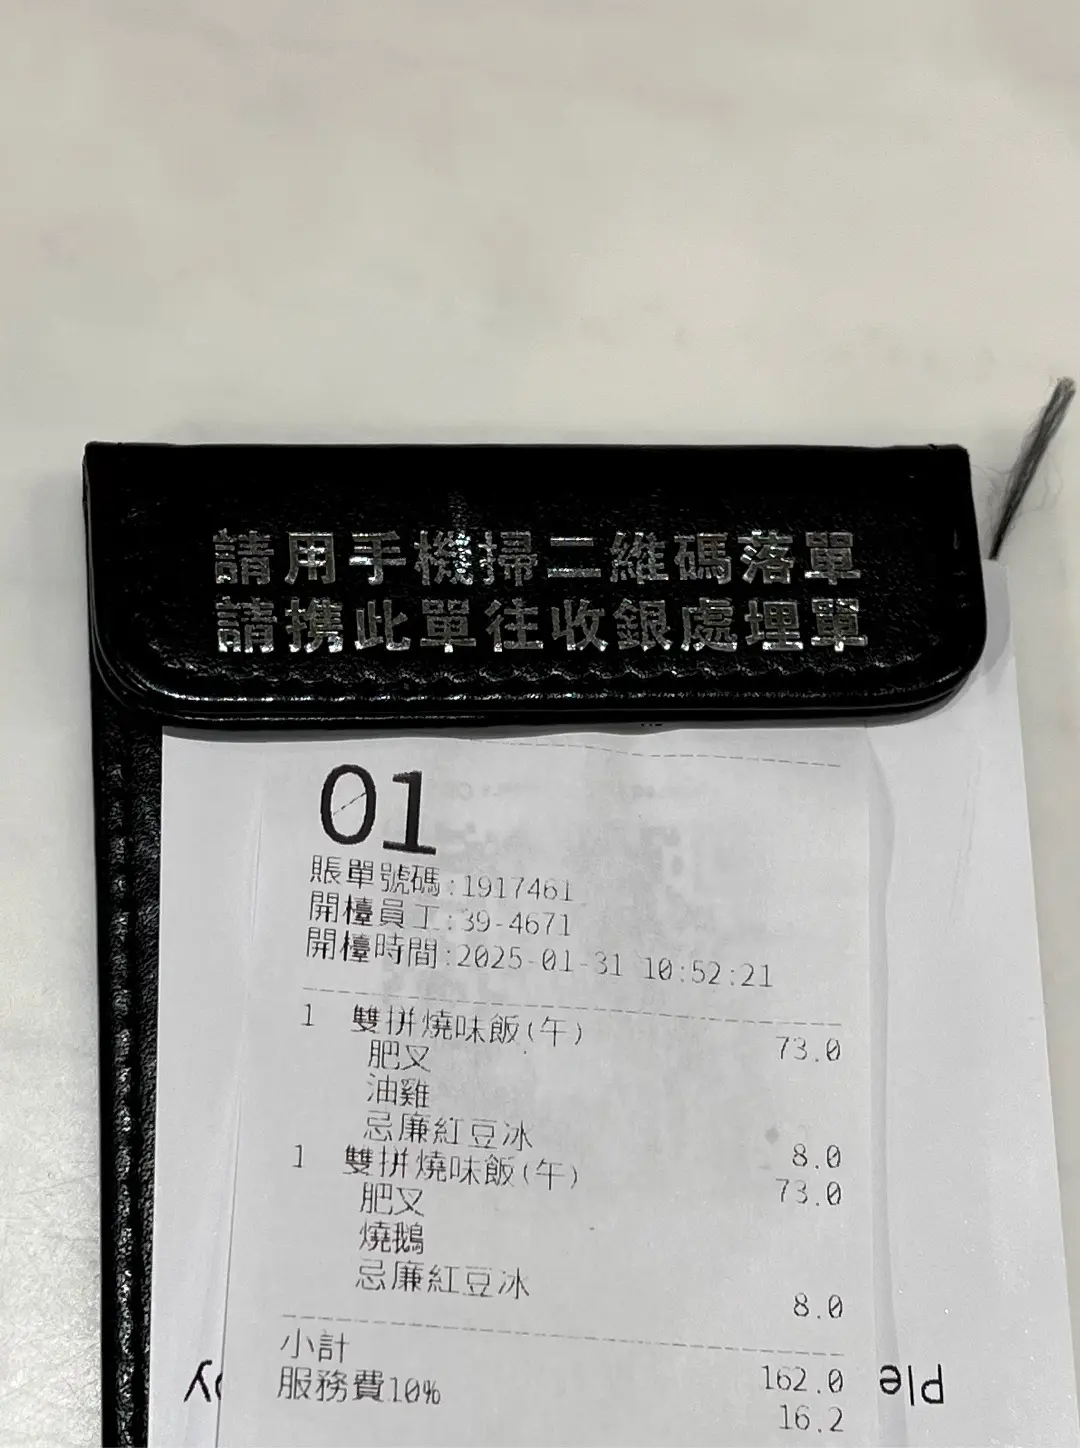 請用手機掃二維碼落單
請携此單往收銀處埋單
01
賬單號碼:1917461
開檯員工:39-4671
開檯時間:2025-01-31 10:52:21
1 雙拼燒味飯(午) 73.0
肥叉
油雞
忌廉紅豆冰 8.0
1 雙拼燒味飯(午) 73.0
肥叉
燒鵝
忌廉紅豆冰 8.0
小計 162.0
服務費10% 16.2
Ple
py